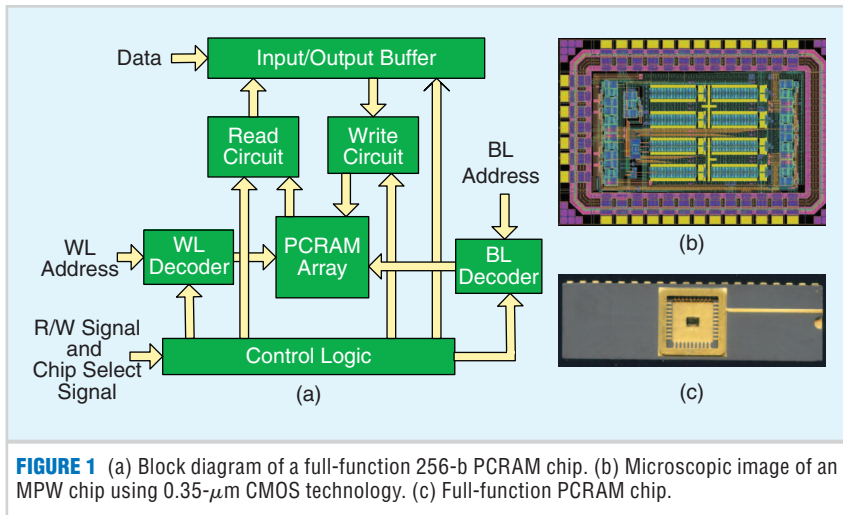 Data
Input/Output Buffer
Read
Circuit
Write
Circuit
BL
Address
WL
Address
WL
Decoder
PCRAM
Array
BL
Decoder
R/W Signal
and
Chip Select
Signal
Control Logic
(a)
(b)
(c)
FIGURE 1 (a) Block diagram of a full-function 256-b PCRAM chip. (b) Microscopic image of an
MPW chip using 0.35-μm CMOS technology. (c) Full-function PCRAM chip.